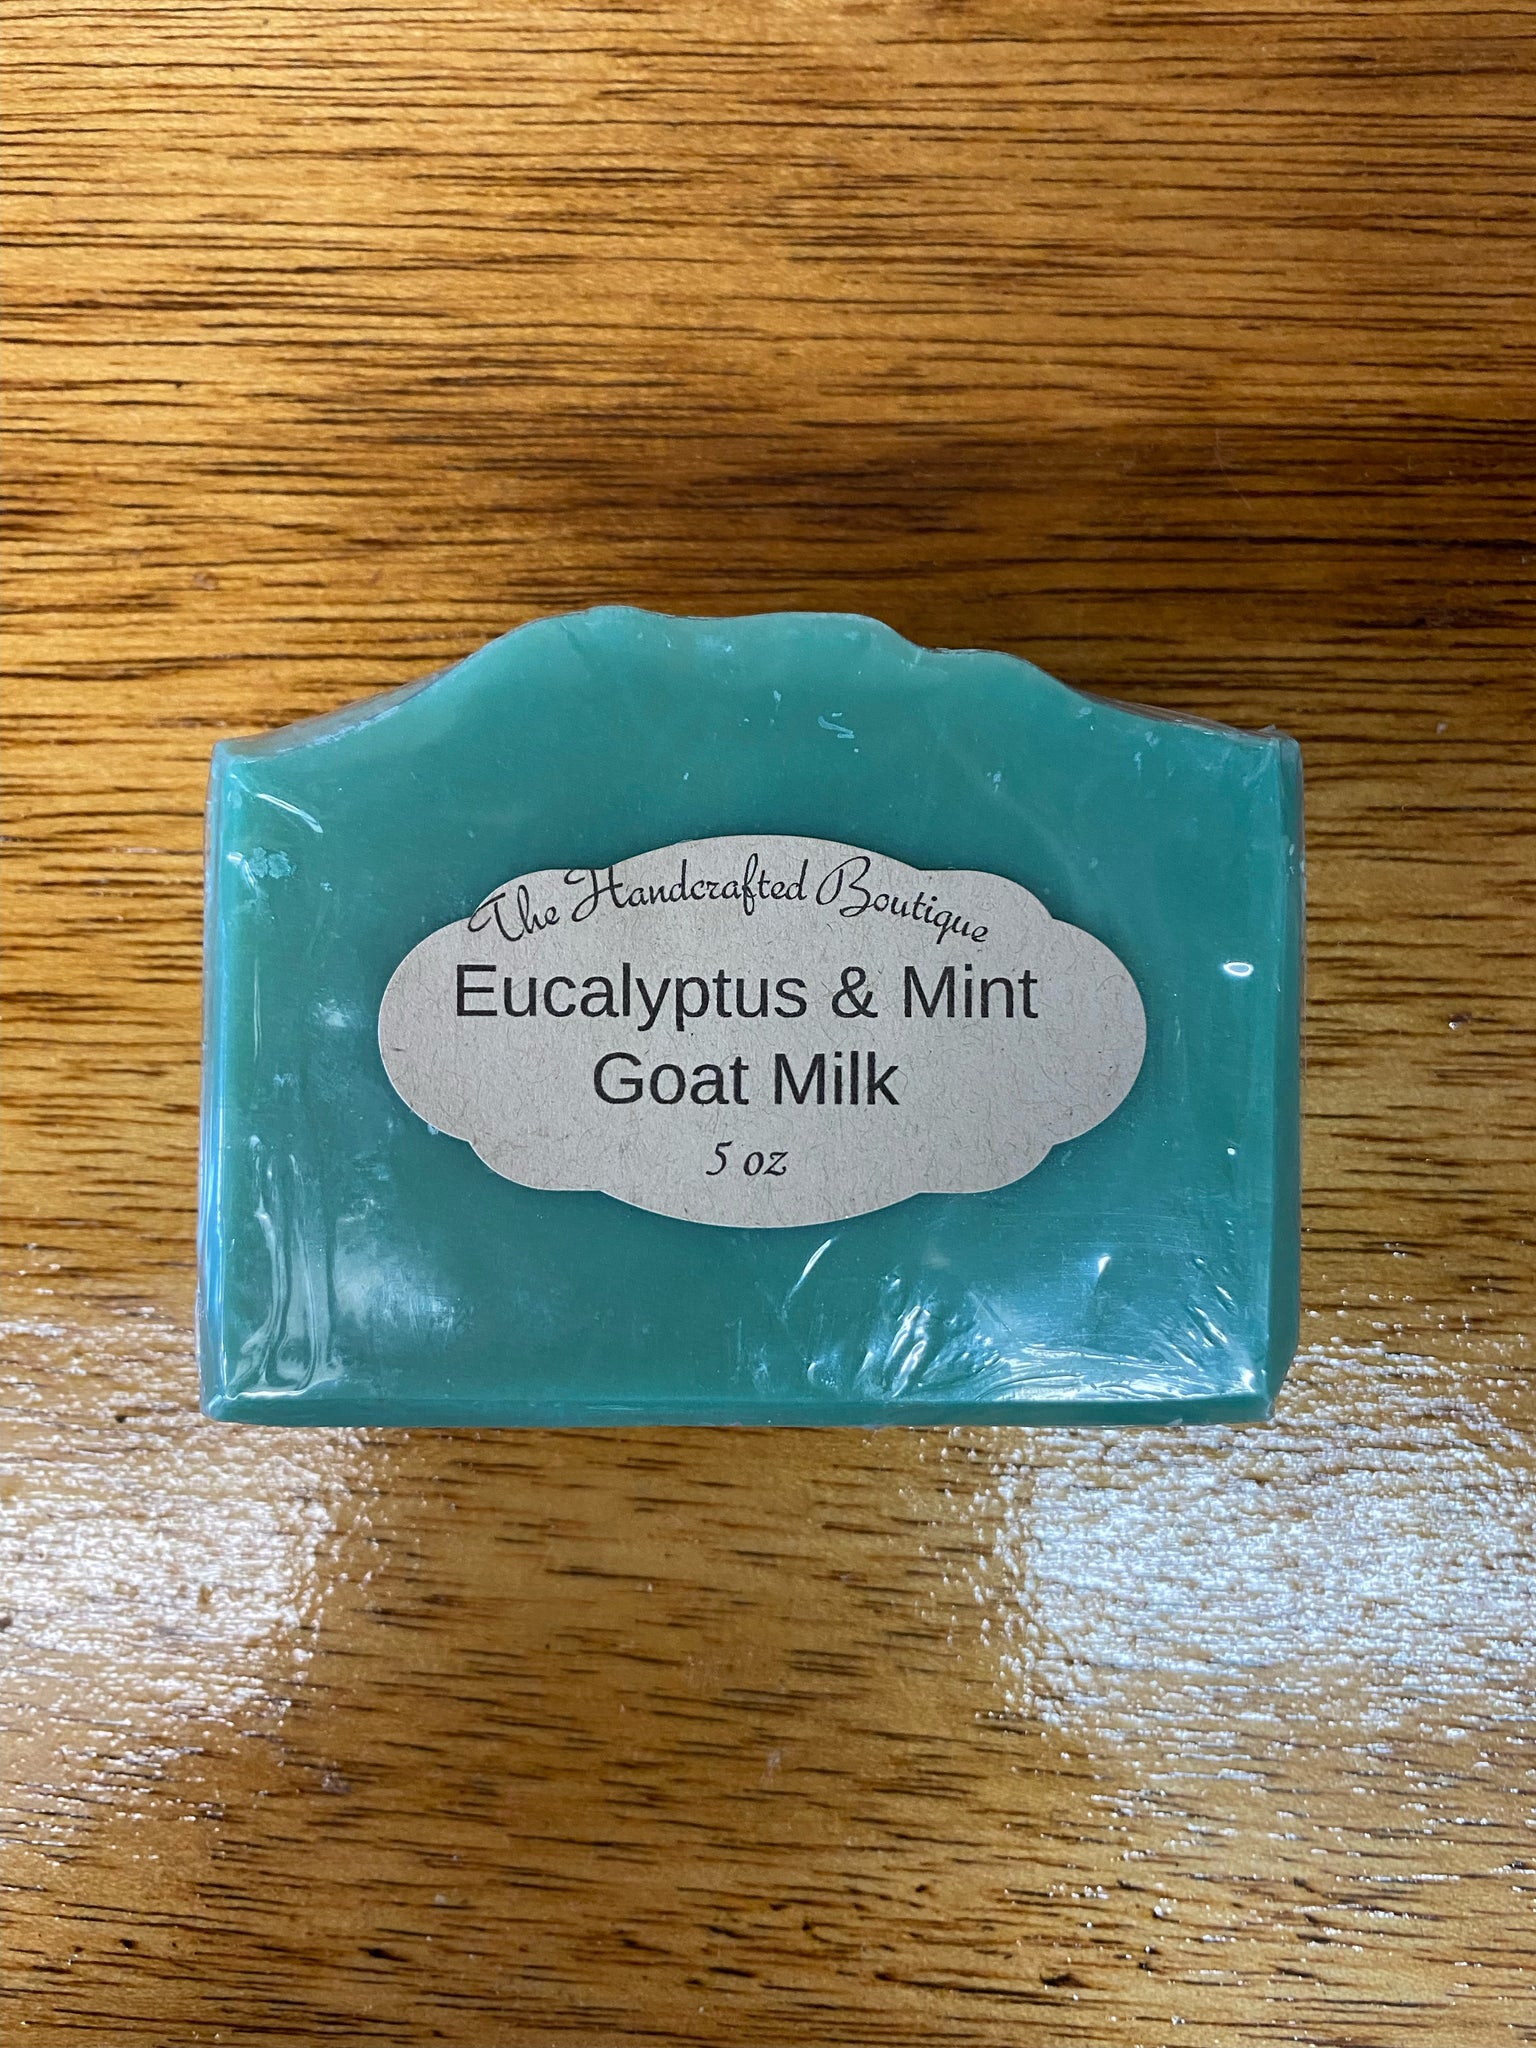 The Handcrafted Boutique
Eucalyptus & Mint
Goat Milk
5 oz